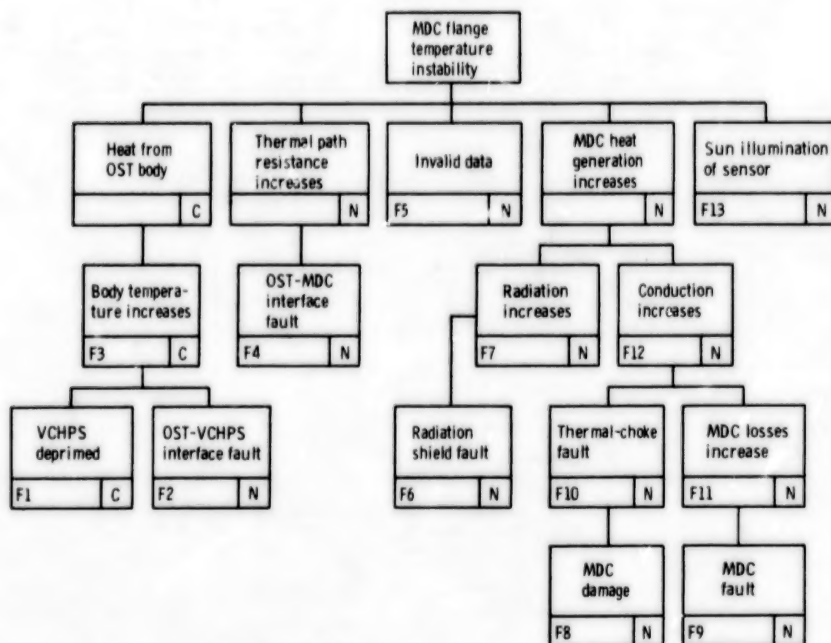 MDC flange
temperature
instability
Heat from
OST body
C
Thermal path
resistance
increases
N
Invalid data
F5 N
MDC heat
generation
increases
N
Sun illumination
of sensor
F13 N
Body tempera-
ture increases
F3 C
OST-MDC
interface
fault
F4 N
Radiation
increases
F7 N
Conduction
increases
F12 N
VCHPS
deprimed
F1 C
OST-VCHPS
interface fault
F2 N
Radiation
shield fault
F6 N
Thermal-choke
fault
F10 N
MDC losses
increase
F11 N
MDC
damage
F8 N
MDC
fault
F9 N